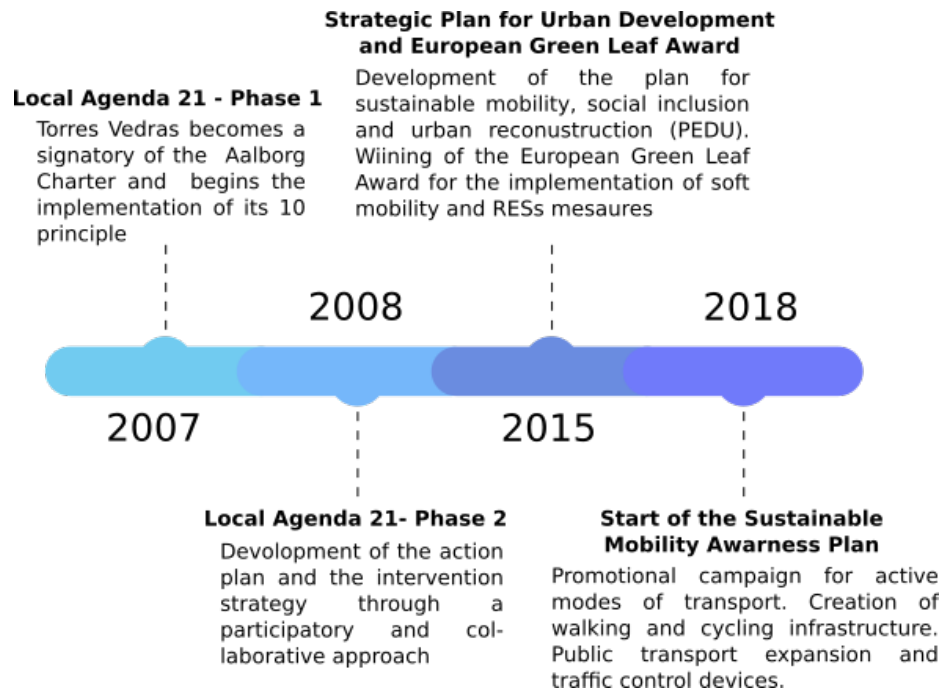 Strategic Plan for Urban Development
and European Green Leaf Award
Development of the plan for
sustainable mobility, social inclusion
and urban reconustruction (PEDU).
Wiining of the European Green Leaf
Award for the implementation of soft
mobility and RESs mesaures
Local Agenda 21 - Phase 1
Torres Vedras becomes a
signatory of the Aalborg
Charter and begins the
implementation of its 10
principle
2008
2018
2007
2015
Local Agenda 21- Phase 2
Devolopment of the action
plan and the intervention
strategy through a
participatory and col-
laborative approach
Start of the Sustainable
Mobility Awarness Plan
Promotional campaign for active
modes of transport. Creation of
walking and cycling infrastructure.
Public transport expansion and
traffic control devices.